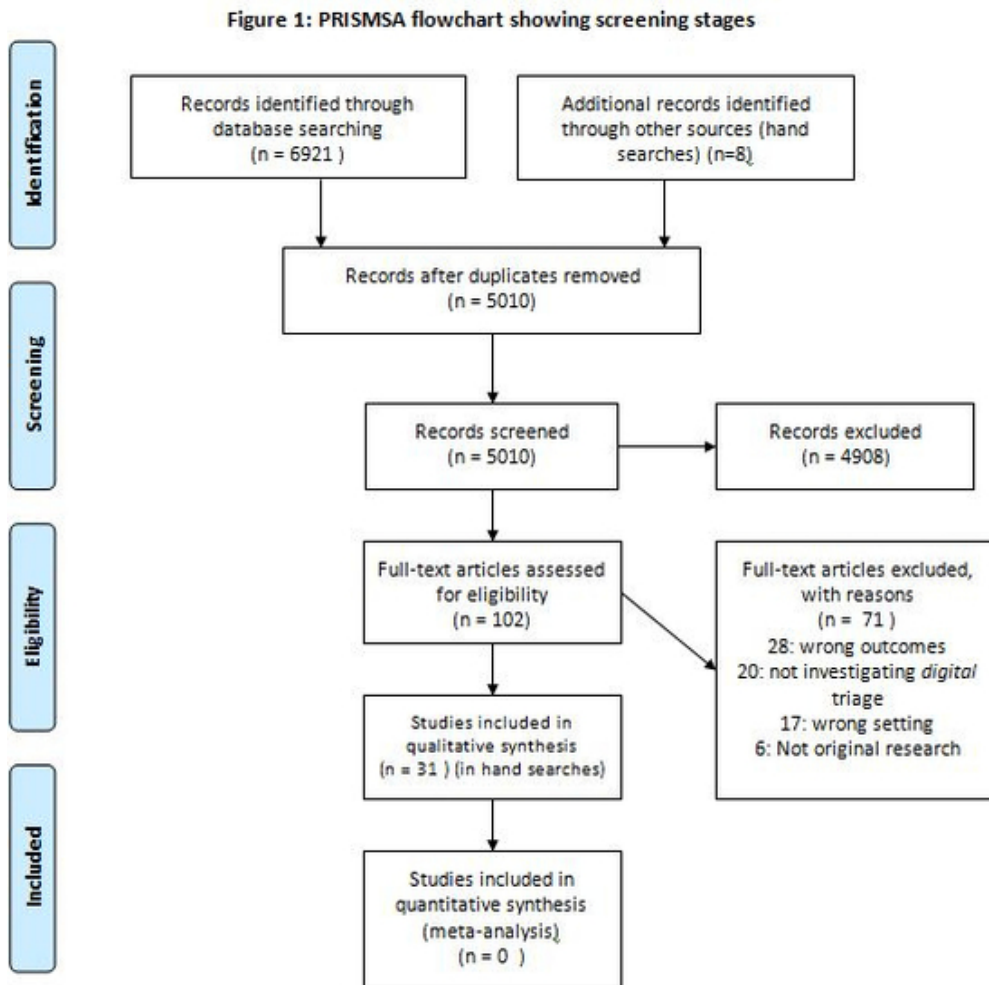 Figure 1: PRISMSA flowchart showing screening stages
Identification
Records identified through
database searching
(n = 6921 )
Additional records identified
through other sources (hand
searches) (n=8)
Records after duplicates removed
(n = 5010)
Screening
Records screened
(n = 5010)
Records excluded
(n = 4908)
Eligibility
Full-text articles assessed
for eligibility
(n = 102)
Full-text articles excluded,
with reasons
(n = 71 )
28: wrong outcomes
20: not investigating digital
triage
17: wrong setting
6: Not original research
Studies included in
qualitative synthesis
(n = 31 ) (in hand searches)
Included
Studies included in
quantitative synthesis
(meta-analysis)
(n = 0 )